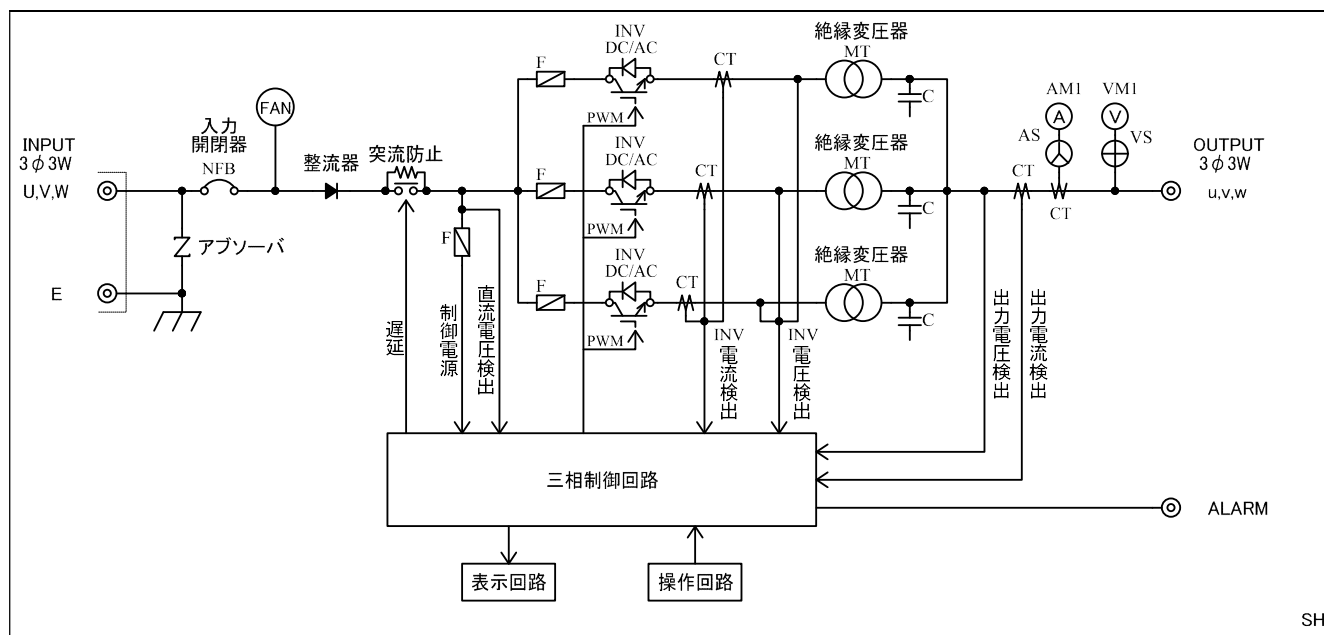 INPUT
3φ3W
U,V,W
E
入力
開閉器
NFB
FAN
アブソーバ
整流器
突流防止
F
INV
DC/AC
PWM
CT
絶縁変圧器
MT
C
F
INV
DC/AC
PWM
CT
絶縁変圧器
MT
C
F
INV
DC/AC
PWM
CT
絶縁変圧器
MT
C
F
遅延
制御電源
直流電圧検出
INV
電流検出
INV
電圧検出
出力電圧検出
出力電流検出
CT
CT
AM1
A
AS
VM1
V
VS
OUTPUT
3φ3W
u,v,w
三相制御回路
ALARM
表示回路
操作回路
SH